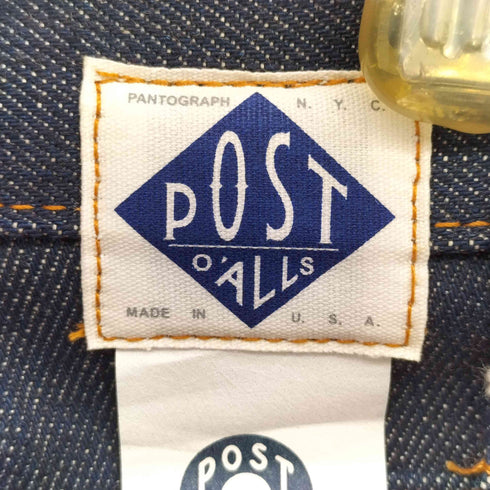 PANTOGRAPH N. Y. C.
POST
O'ALLS
MADE IN U. S. A.
POST